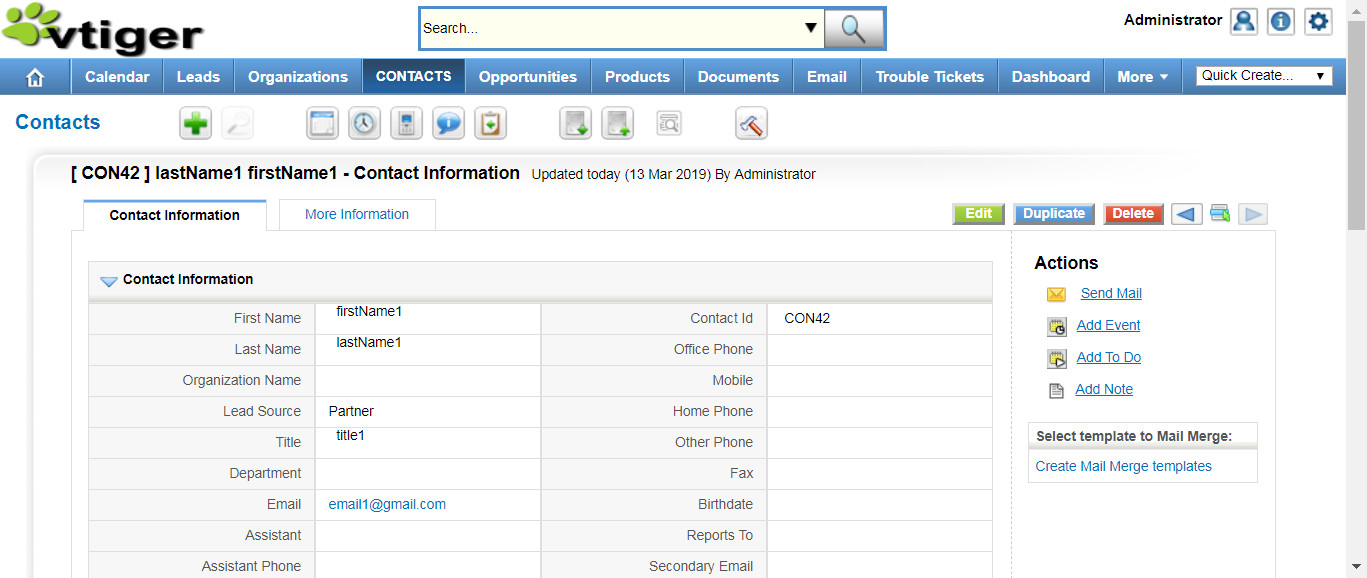 vtiger
Search...
Administrator
Calendar Leads Organizations CONTACTS Opportunities Products Documents Email Trouble Tickets Dashboard More Quick Create...
Contacts
[ CON42 ] lastName1 firstName1 - Contact Information Updated today (13 Mar 2019) By Administrator
Contact Information More Information Edit Duplicate Delete
Contact Information
First Name firstName1 Contact Id CON42
Last Name lastName1 Office Phone
Organization Name Mobile
Lead Source Partner Home Phone
Title title1 Other Phone
Department Fax
Email email1@gmail.com Birthdate
Assistant Reports To
Assistant Phone Secondary Email
Actions
Send Mail
Add Event
Add To Do
Add Note
Select template to Mail Merge:
Create Mail Merge templates